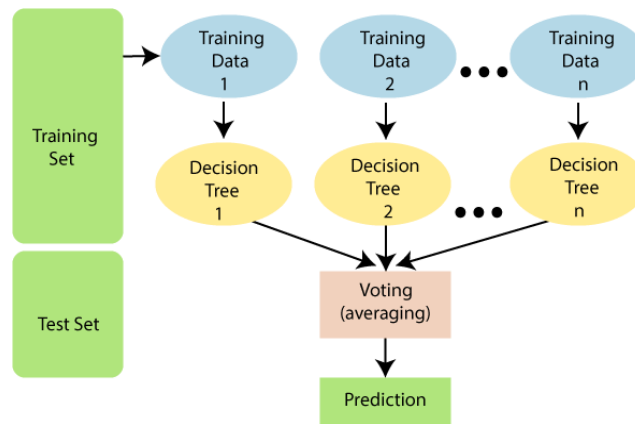 Training
Set
Test Set
Training
Data
1
Training
Data
2
Training
Data
n
Decision
Tree
1
Decision
Tree
2
Decision
Tree
n
Voting
(averaging)
Prediction